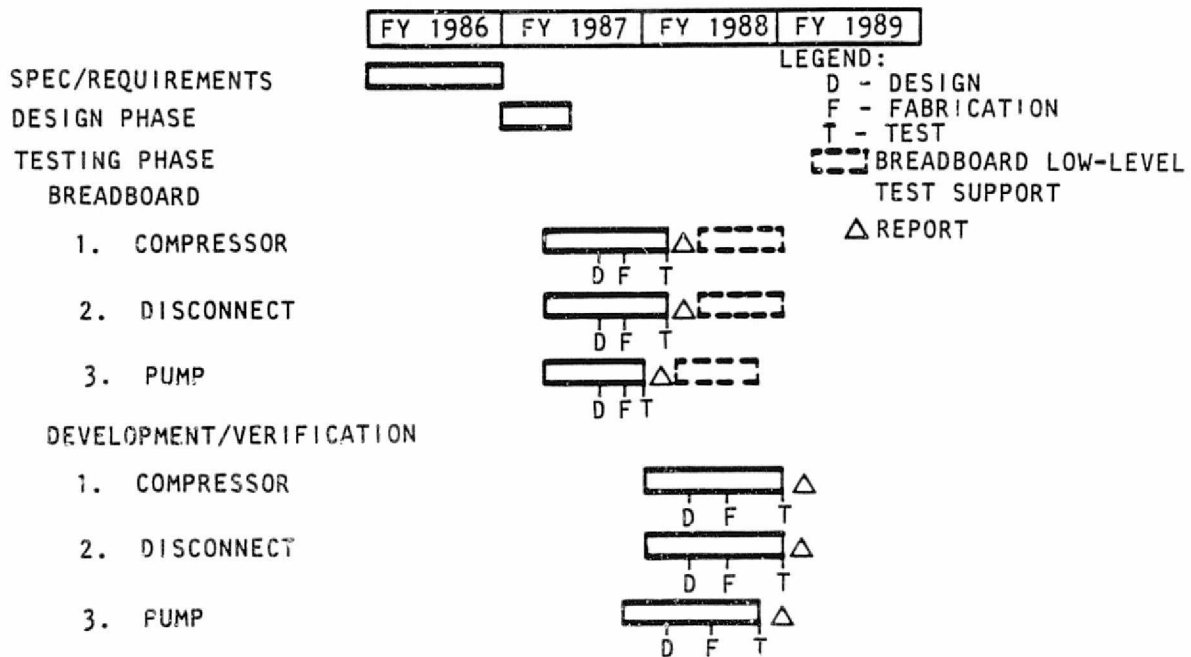 FY 1986 FY 1987 FY 1988 FY 1989
LEGEND:
SPEC/REQUIREMENTS
D - DESIGN
DESIGN PHASE
F - FABRICATION
T - TEST
TESTING PHASE
BREADBOARD LOW-LEVEL
BREADBOARD
TEST SUPPORT
1. COMPRESSOR
△ REPORT
D F T
2. DISCONNECT
D F T
3. PUMP
D F T
DEVELOPMENT/VERIFICATION
1. COMPRESSOR
D F T
2. DISCONNECT
D F T
3. PUMP
D F T